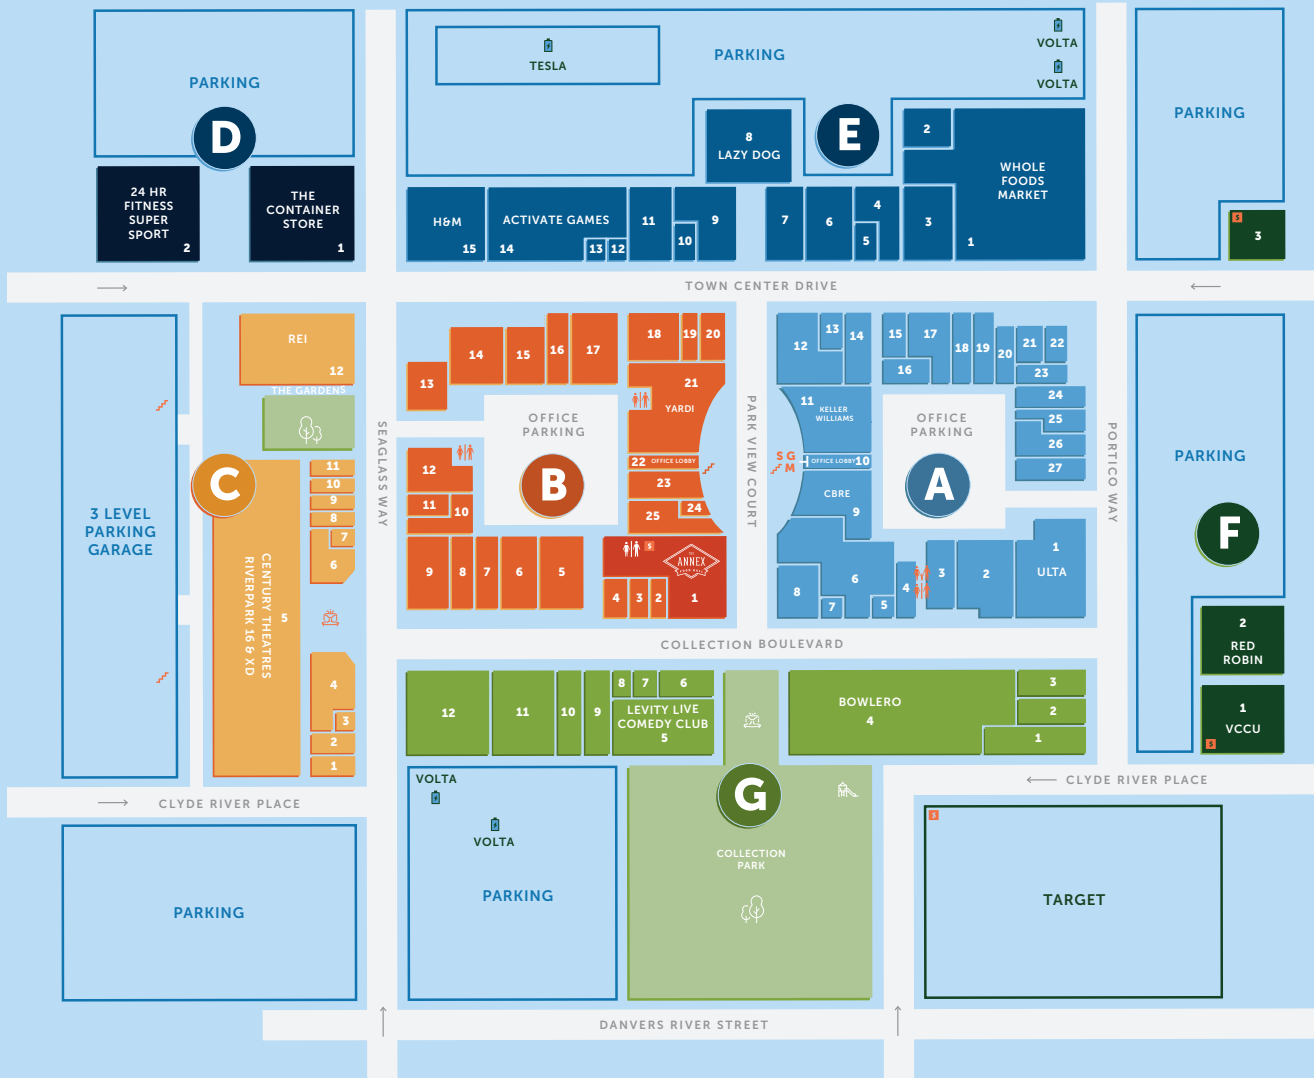 PARKING
D
24 HR
FITNESS
SUPER
SPORT
2
THE
CONTAINER
STORE
1
TESLA
PARKING
VOLTA
VOLTA
E
8
LAZY DOG
2
WHOLE
FOODS
MARKET
1
H&M
15
ACTIVATE GAMES
14
13
12
11
10
9
7
6
4
5
3
PARKING
$
3
TOWN CENTER DRIVE
3 LEVEL
PARKING
GARAGE
REI
12
THE GARDENS
C
11
10
9
8
7
6
CENTURY THEATRES
RIVERPARK 16 & XD
5
4
3
2
1
SEAGLASS WAY
13
14
15
16
17
18
19
20
21
YARDI
OFFICE
PARKING
B
12
11
10
22 OFFICE LOBBY
23
24
25
9
8
7
6
5
$
THE
ANNEX
FOOD HALL
4
3
2
1
PARK VIEW COURT
S G
M
12
13
14
15
17
16
18
19
20
21
22
23
11
KELLER
WILLIAMS
OFFICE
PARKING
A
24
25
26
27
OFFICE LOBBY 10
CBRE
9
8
7
6
5
4
3
2
1
ULTA
PORTICO WAY
PARKING
F
2
RED
ROBIN
1
VCCU
$
COLLECTION BOULEVARD
12
11
10
9
8
7
6
LEVITY LIVE
COMEDY CLUB
5
BOWLERO
4
3
2
1
G
COLLECTION
PARK
VOLTA
VOLTA
PARKING
CLYDE RIVER PLACE
CLYDE RIVER PLACE
PARKING
$
TARGET
DANVERS RIVER STREET